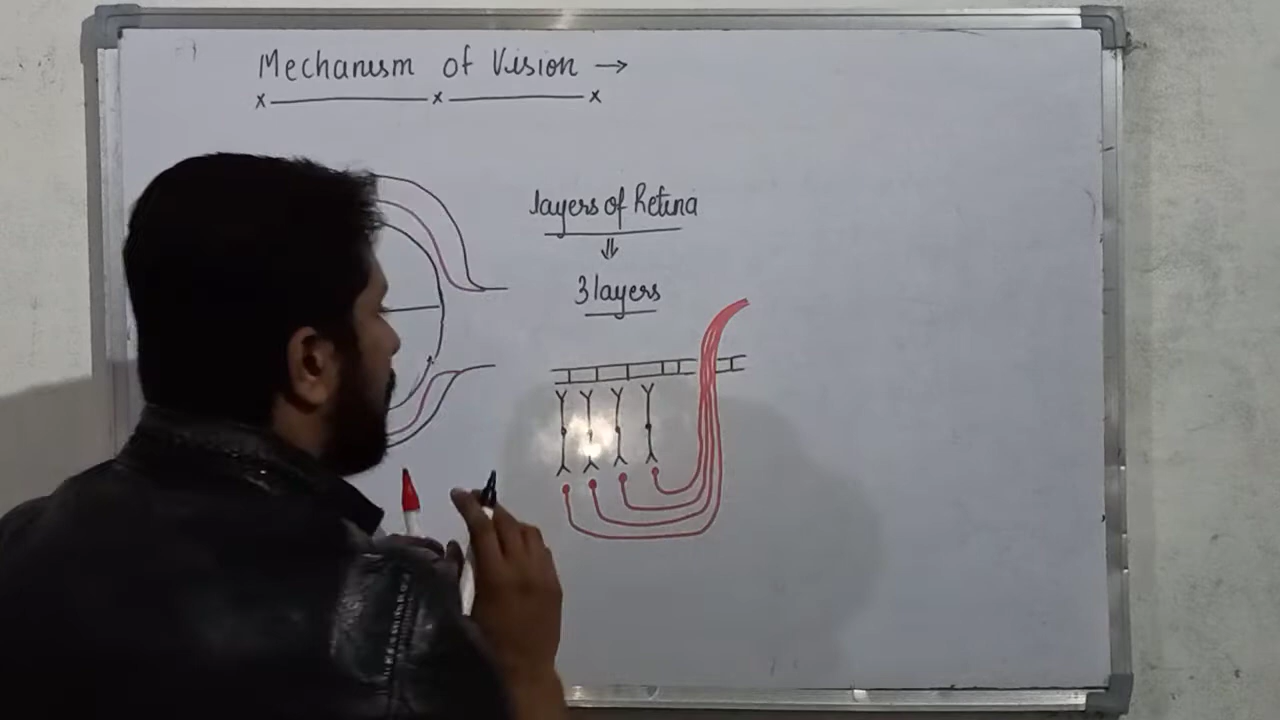 Mechanism of Vision →
layers of Retina
⇓
3 layers